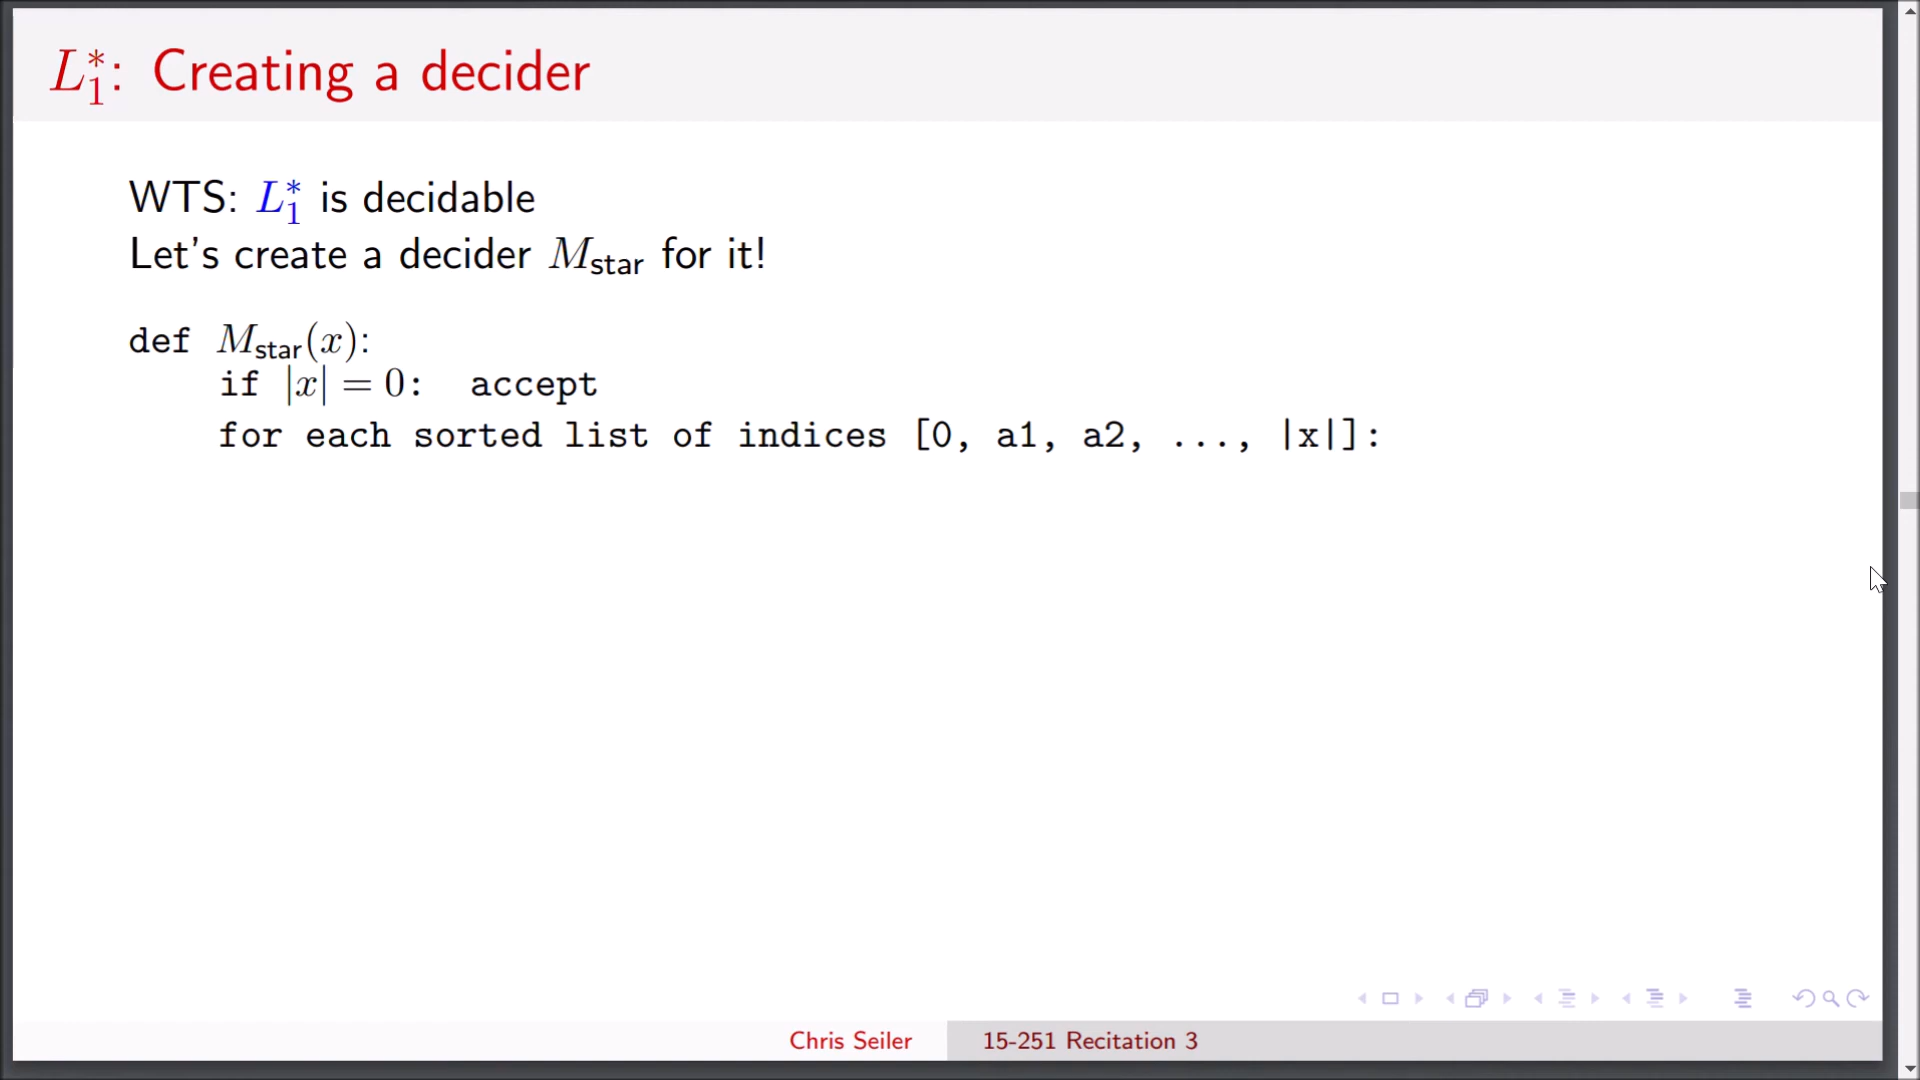 L₁*: Creating a decider
WTS: L₁* is decidable
Let's create a decider M_star for it!
def M_star(x):
if |x| = 0: accept
for each sorted list of indices [0, a1, a2, ..., |x|]:
Chris Seiler 15-251 Recitation 3